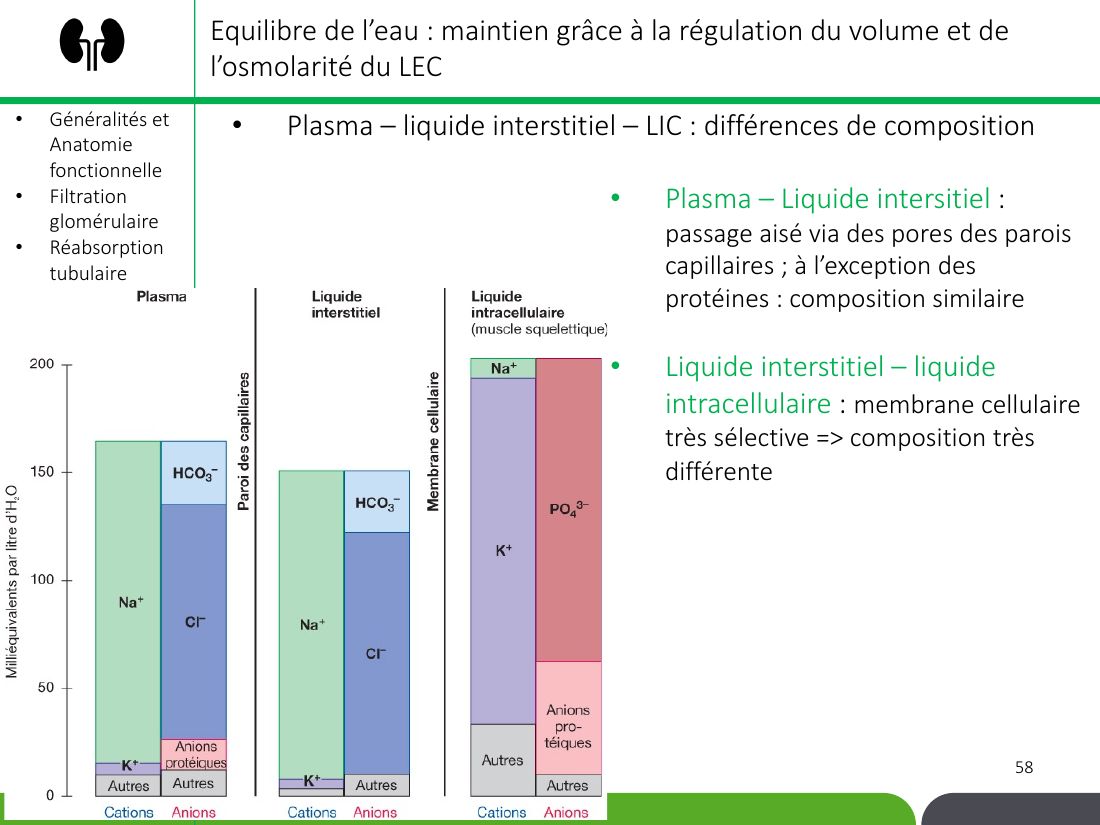 Equilibre de l’eau : maintien grâce à la régulation du volume et de
l’osmolarité du LEC
• Généralités et
Anatomie
fonctionnelle
• Filtration
glomérulaire
• Réabsorption
tubulaire
• Plasma – liquide interstitiel – LIC : différences de composition
• Plasma – Liquide intersitiel :
passage aisé via des pores des parois
capillaires ; à l’exception des
protéines : composition similaire
• Liquide interstitiel – liquide
intracellulaire : membrane cellulaire
très sélective => composition très
différente
Plasma
Liquide
interstitiel
Liquide
intracellulaire
(muscle squelettique)
Milliéquivalents par litre d’H₂O
200
150
100
50
0
HCO₃⁻
Na⁺
Cl⁻
Anions
protéiques
K⁺
Autres
Autres
Cations
Anions
Paroi des capillaires
HCO₃⁻
Na⁺
Cl⁻
K⁺
Autres
Cations
Anions
Membrane cellulaire
Na⁺
PO₄³⁻
K⁺
Anions
pro-
téiques
Autres
Autres
Cations
Anions
58